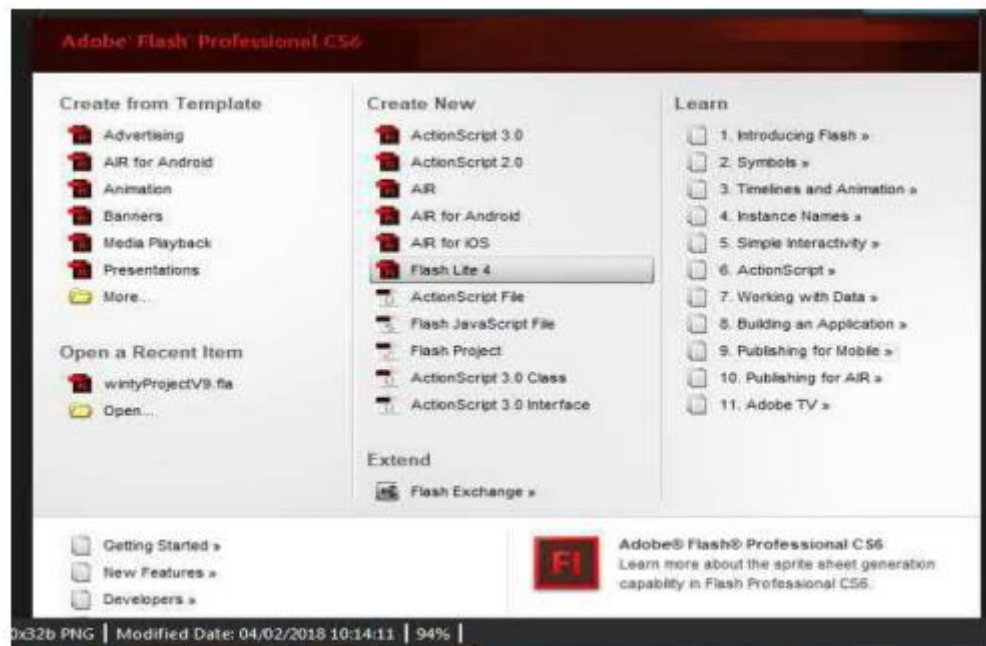 Adobe® Flash® Professional CS6
Create from Template
Advertising
AIR for Android
Animation
Banners
Media Playback
Presentations
More...
Open a Recent Item
wintyProjectV9.fla
Open...
Create New
ActionScript 3.0
ActionScript 2.0
AIR
AIR for Android
AIR for iOS
Flash Lite 4
ActionScript File
Flash JavaScript File
Flash Project
ActionScript 3.0 Class
ActionScript 3.0 Interface
Extend
Flash Exchange »
Learn
1. Introducing Flash »
2. Symbols »
3. Timelines and Animation »
4. Instance Names »
5. Simple Interactivity »
6. ActionScript »
7. Working with Data »
8. Building an Application »
9. Publishing for Mobile »
10. Publishing for AIR »
11. Adobe TV »
Getting Started »
New Features »
Developers »
Fl
Adobe® Flash® Professional CS6
Learn more about the sprite sheet generation
capability in Flash Professional CS6.
0x32b PNG | Modified Date: 04/02/2018 10:14:11 | 94% |